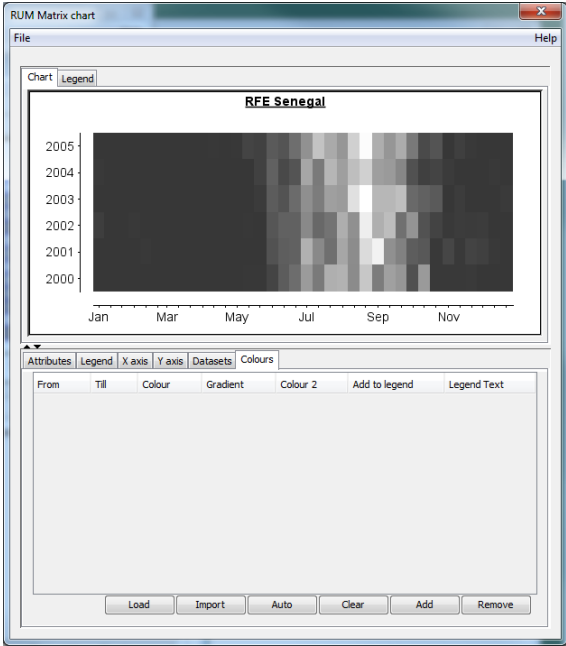 RUM Matrix chart
File Help
Chart Legend
RFE Senegal
2005
2004
2003
2002
2001
2000
Jan Mar May Jul Sep Nov
Attributes Legend X axis Y axis Datasets Colours
From Till Colour Gradient Colour 2 Add to legend Legend Text
Load Import Auto Clear Add Remove